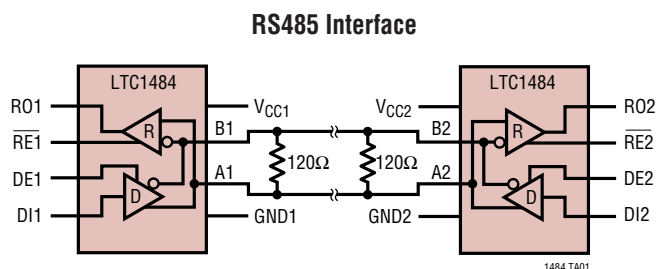 RS485 Interface
LTC1484 LTC1484
RO1 R VCC1 VCC2 R RO2
RE1 B1 B2 RE2
120Ω 120Ω
DE1 A1 A2 DE2
DI1 D GND1 GND2 D DI2
1484 TA01